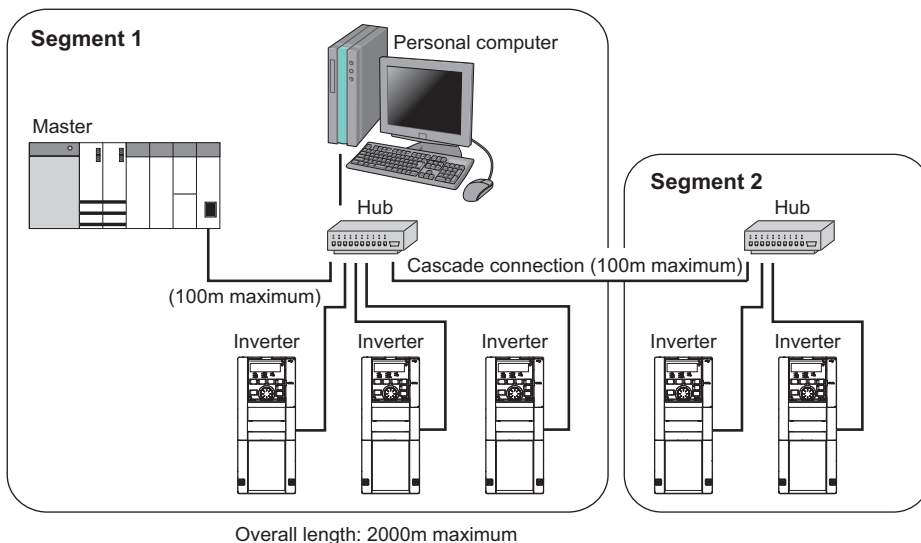 Segment 1
Personal computer
Master
Hub
(100m maximum)
Cascade connection (100m maximum)
Inverter
Inverter
Inverter
Segment 2
Hub
Inverter
Inverter
Overall length: 2000m maximum